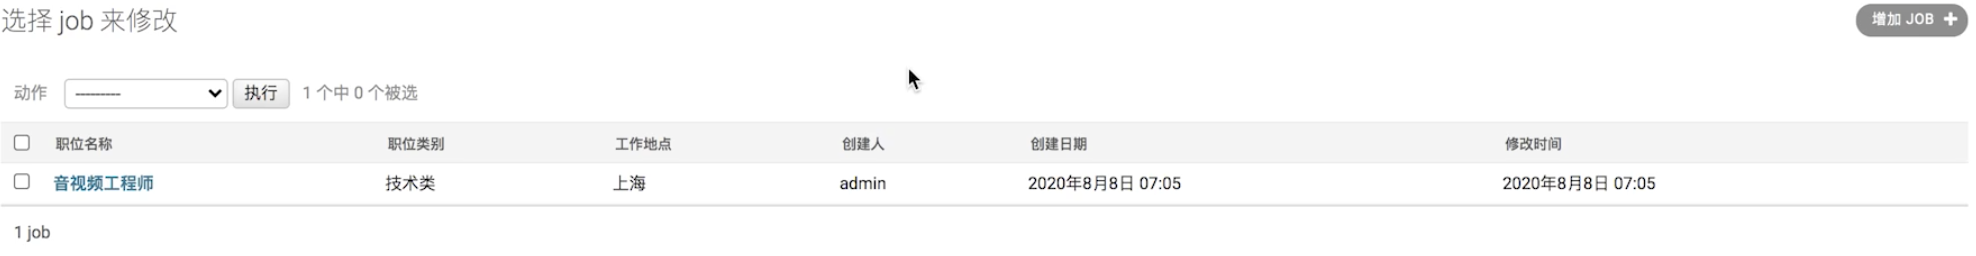 选择 job 来修改
增加 JOB
动作 --------- 执行 1 个中 0 个被选
职位名称 职位类别 工作地点 创建人 创建日期 修改时间
音视频工程师 技术类 上海 admin 2020年8月8日 07:05 2020年8月8日 07:05
1 job